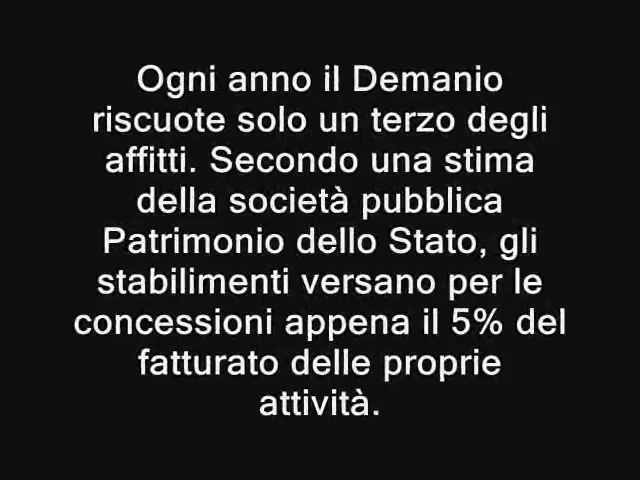 Ogni anno il Demanio
riscuote solo un terzo degli
affitti. Secondo una stima
della società pubblica
Patrimonio dello Stato, gli
stabilimenti versano per le
concessioni appena il 5% del
fatturato delle proprie
attività.